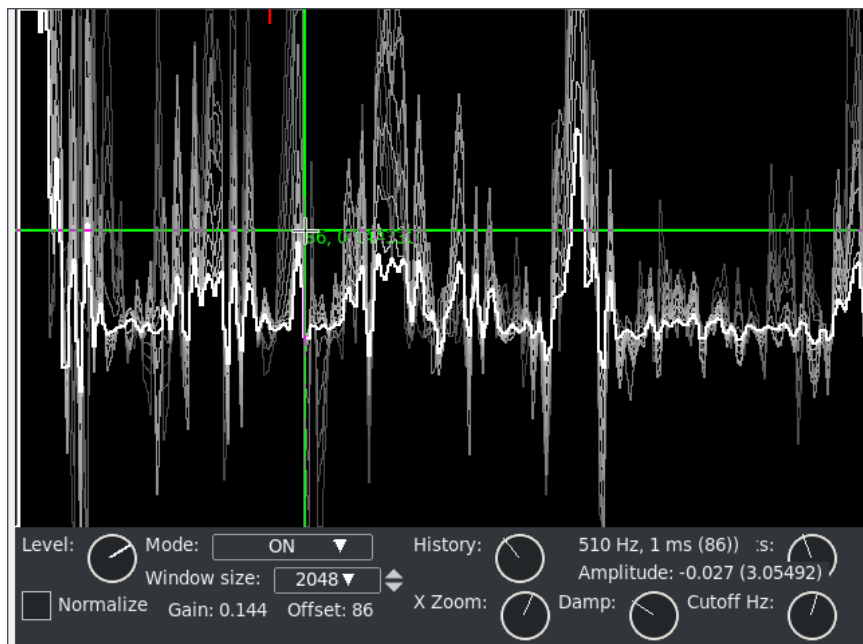 Level:
Mode: ON
History:
510 Hz, 1 ms (86)) :s:
Window size: 2048
Amplitude: -0.027 (3.05492)
Normalize
Gain: 0.144
Offset: 86
X Zoom:
Damp:
Cutoff Hz: